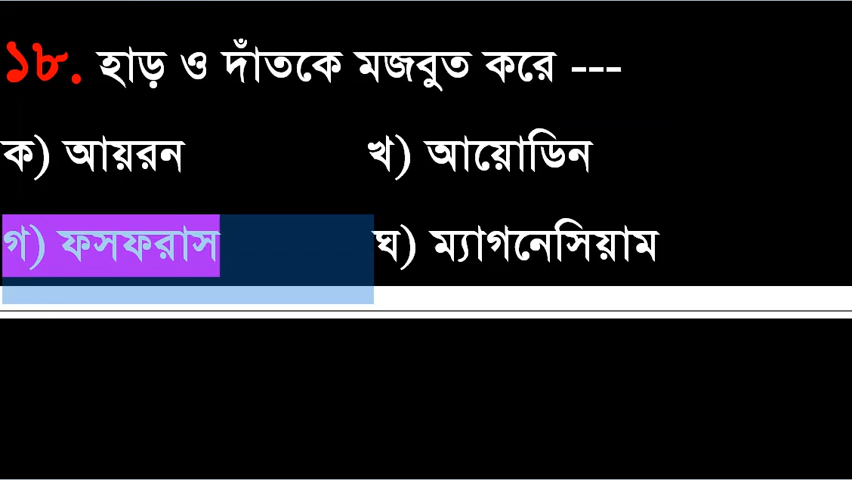 ১৮. হাড় ও দাঁতকে মজবুত করে ---
ক) আয়রন খ) আয়োডিন
গ) ফসফরাস ঘ) ম্যাগনেসিয়াম